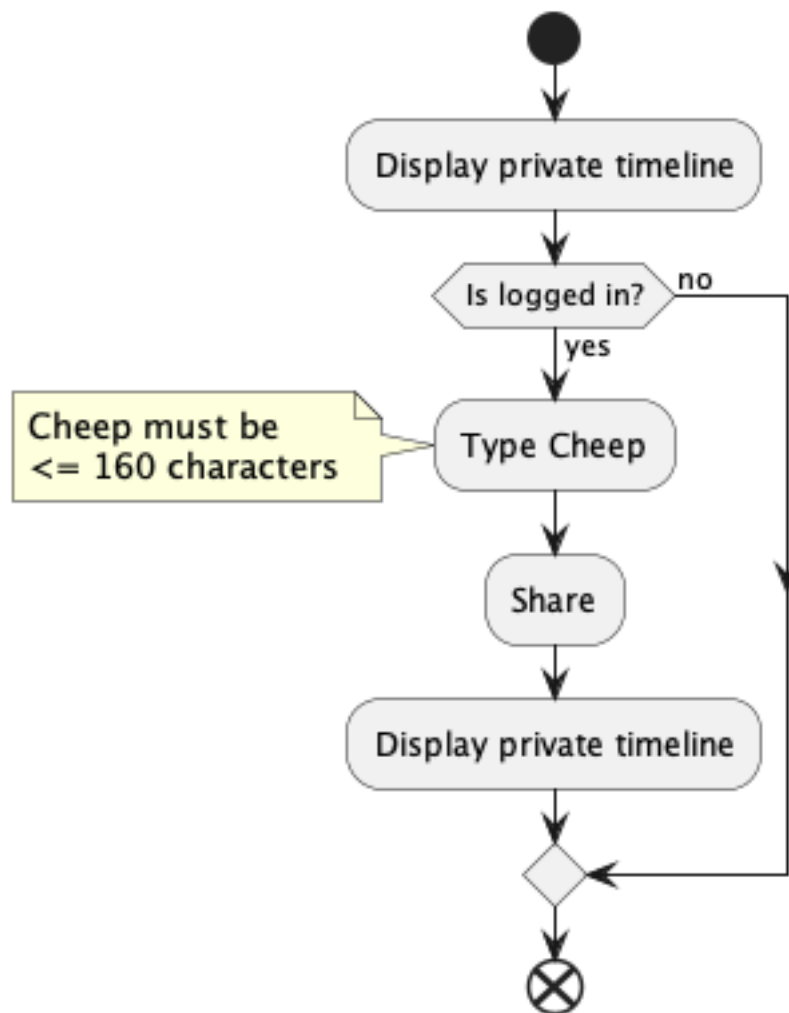 Display private timeline
Is logged in?
no
yes
Cheep must be
<= 160 characters
Type Cheep
Share
Display private timeline